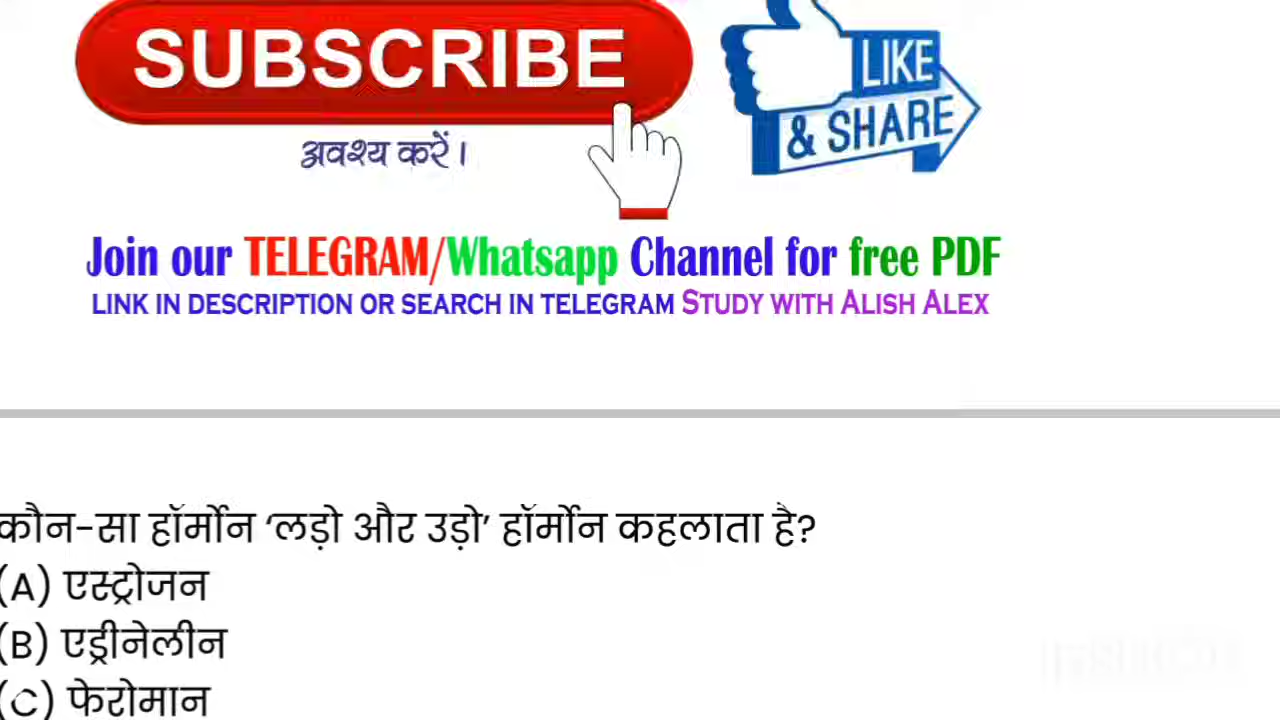 SUBSCRIBE
अवश्य करें।
LIKE
& SHARE
Join our TELEGRAM/Whatsapp Channel for free PDF
LINK IN DESCRIPTION OR SEARCH IN TELEGRAM STUDY WITH ALISH ALEX
कौन-सा हॉर्मोन ‘लड़ो और उड़ो’ हॉर्मोन कहलाता है?
(A) एस्ट्रोजन
(B) एड्रीनेलीन
(C) फेरोमान